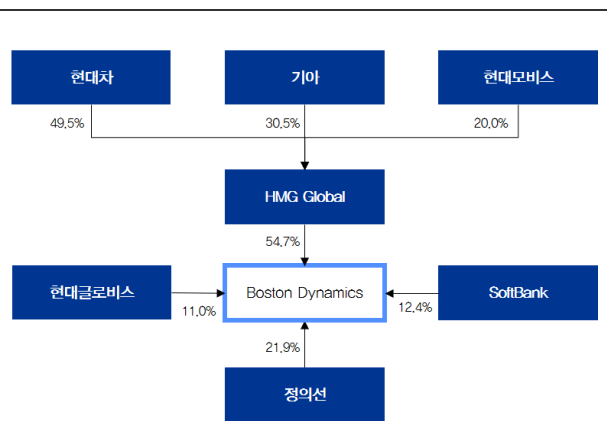 현대차
기아
현대모비스
49.5%
30.5%
20.0%
HMG Global
54.7%
현대글로비스
Boston Dynamics
SoftBank
11.0%
12.4%
21.9%
정의선